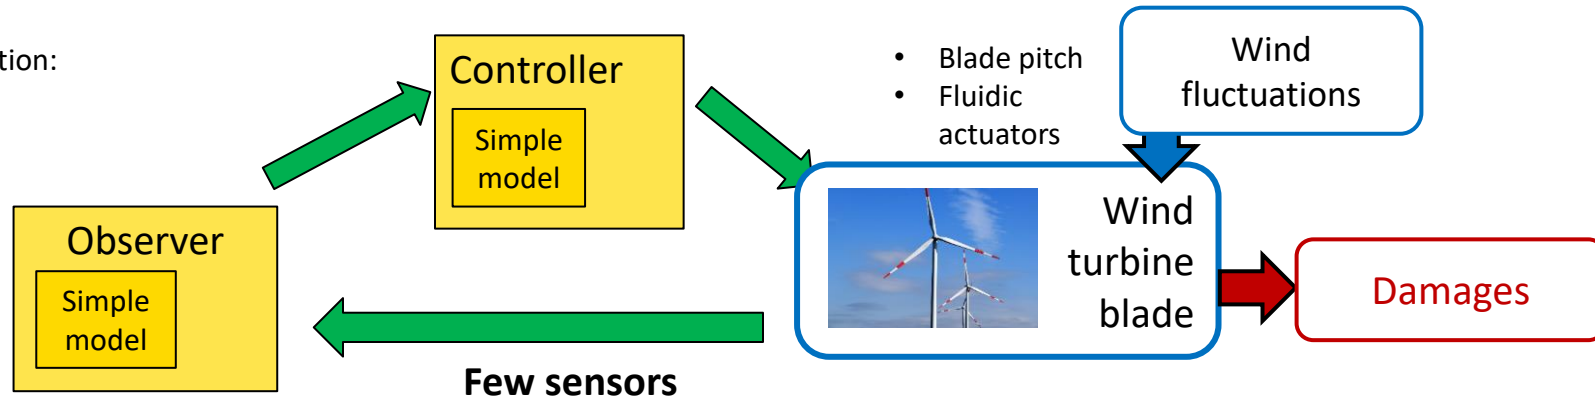 tion:
Controller
Simple
model
• Blade pitch
• Fluidic
actuators
Wind
fluctuations
Observer
Simple
model
Wind
turbine
blade
Damages
Few sensors